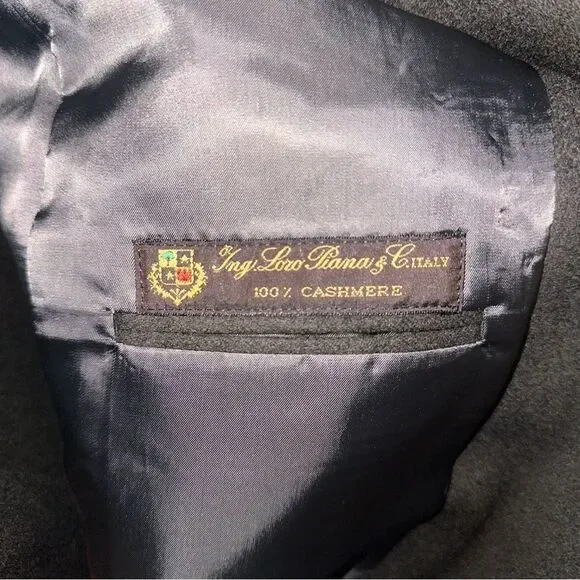 Ing. Loro Piana & C. ITALY
100% CASHMERE